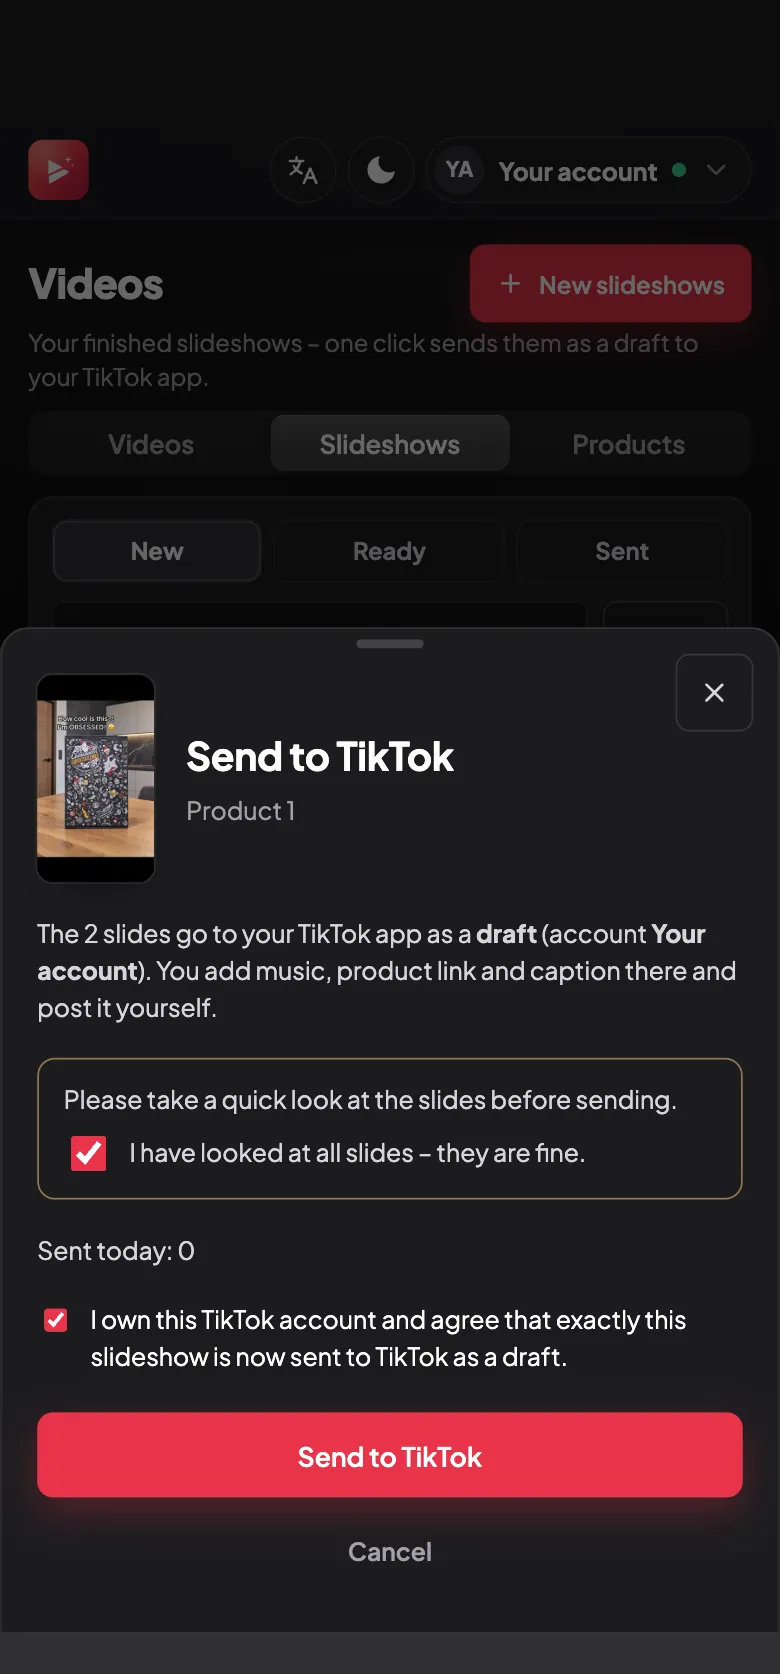 YA
Your account
Videos
+ New slideshows
Your finished slideshows – one click sends them as a draft to
your TikTok app.
Videos
Slideshows
Products
New
Ready
Sent
How cool is this?!
I'm OBSESSED!
Send to TikTok
Product 1
The 2 slides go to your TikTok app as a draft (account Your
account). You add music, product link and caption there and
post it yourself.
Please take a quick look at the slides before sending.
I have looked at all slides – they are fine.
Sent today: 0
I own this TikTok account and agree that exactly this
slideshow is now sent to TikTok as a draft.
Send to TikTok
Cancel